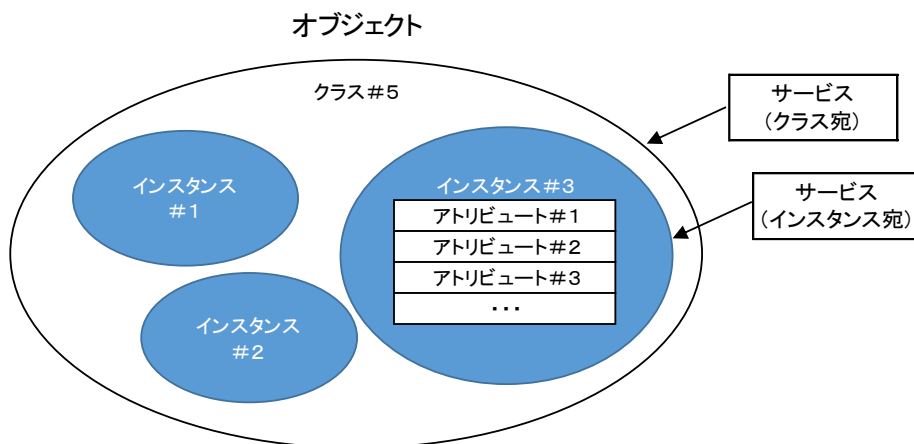 オブジェクト
クラス#5
サービス
(クラス宛)
インスタンス
#1
インスタンス#3
アトリビュート#1
アトリビュート#2
アトリビュート#3
・・・
サービス
(インスタンス宛)
インスタンス
#2